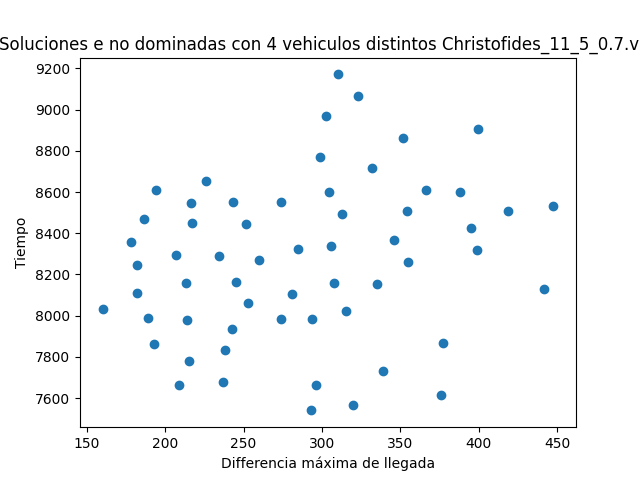 Soluciones e no dominadas con 4 vehiculos distintos Christofides_11_5_0.7.v
9200
9000
8800
8600
8400
8200
8000
7800
7600
Tiempo
150 200 250 300 350 400 450
Differencia máxima de llegada